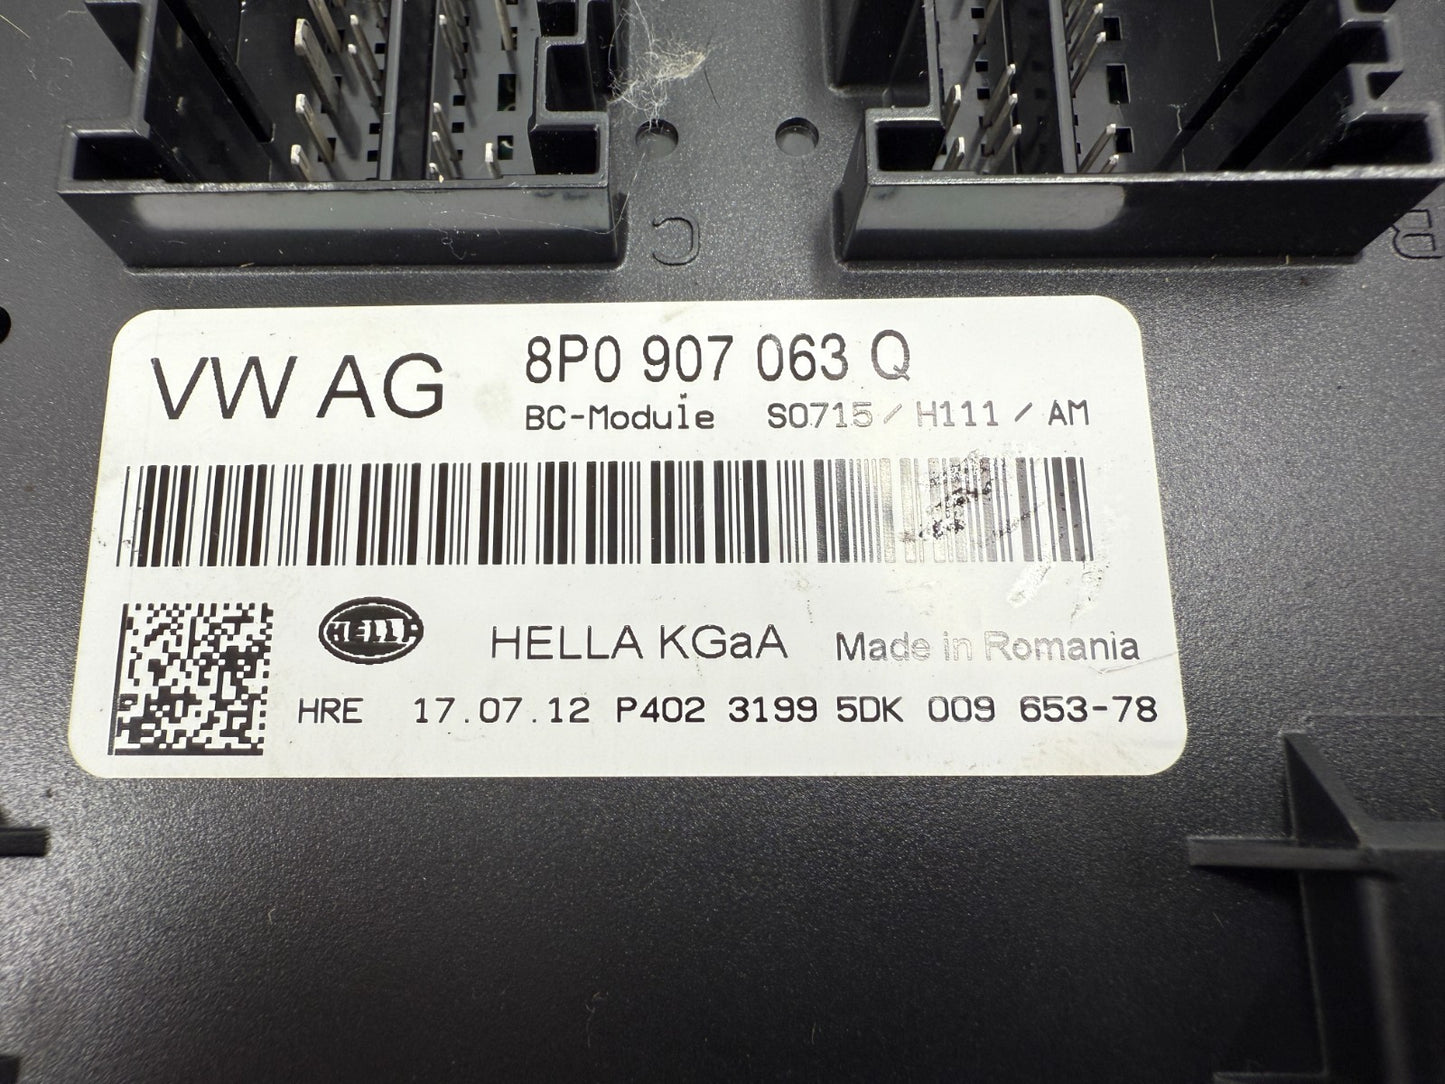 C
B
VW AG
8P0 907 063 Q
BC-Module S0715 / H111 / AM
HELLA
HELLA KGaA
Made in Romania
HRE 17.07.12 P402 3199 5DK 009 653-78